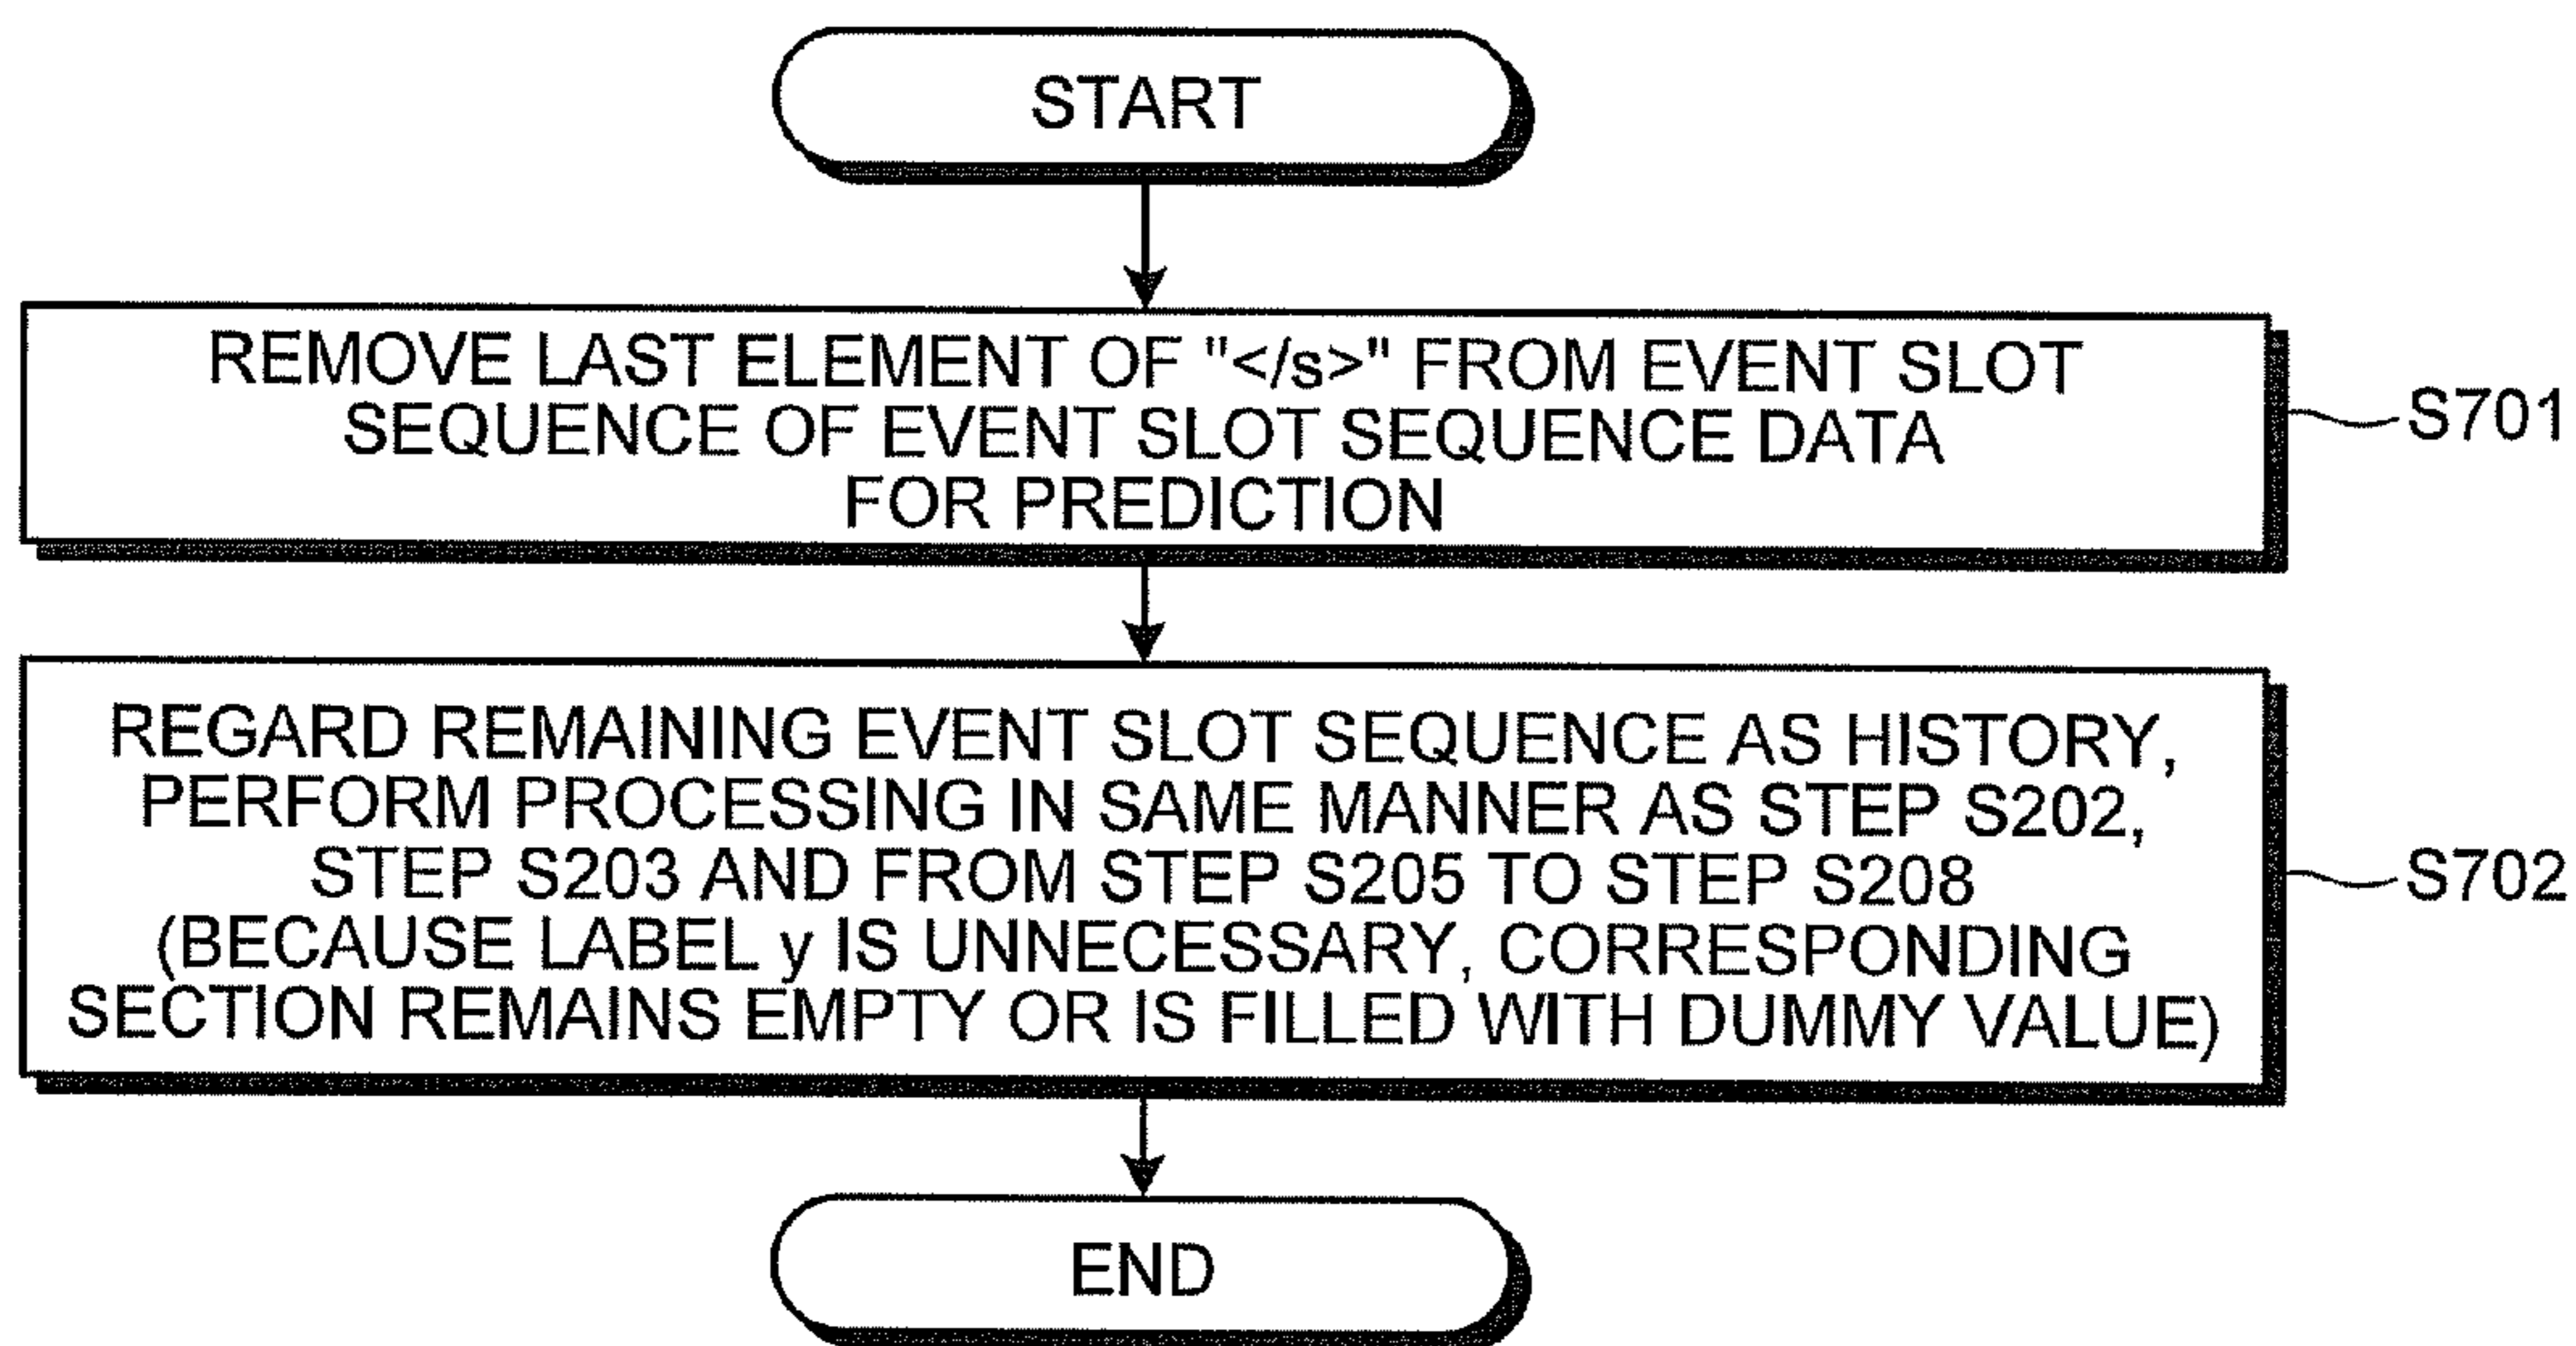 START
REMOVE LAST ELEMENT OF "</s>" FROM EVENT SLOT
SEQUENCE OF EVENT SLOT SEQUENCE DATA
FOR PREDICTION
S701
REGARD REMAINING EVENT SLOT SEQUENCE AS HISTORY,
PERFORM PROCESSING IN SAME MANNER AS STEP S202,
STEP S203 AND FROM STEP S205 TO STEP S208
(BECAUSE LABEL y IS UNNECESSARY, CORRESPONDING
SECTION REMAINS EMPTY OR IS FILLED WITH DUMMY VALUE)
S702
END